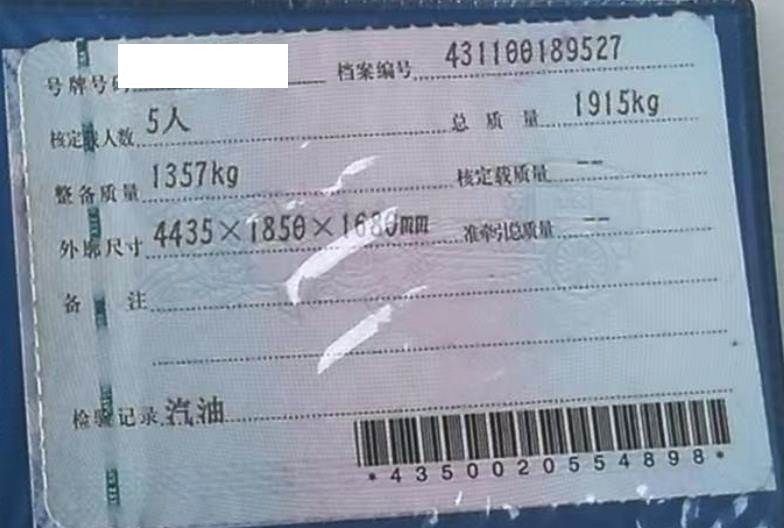 号牌号码 档案编号 431100189527
核定载人数 5人 总质量 1915kg
整备质量 1357kg 核定载质量 --
外廓尺寸 4435×1850×1680mm 准牵引总质量 --
备注
检验记录 汽油
*4350020554898*